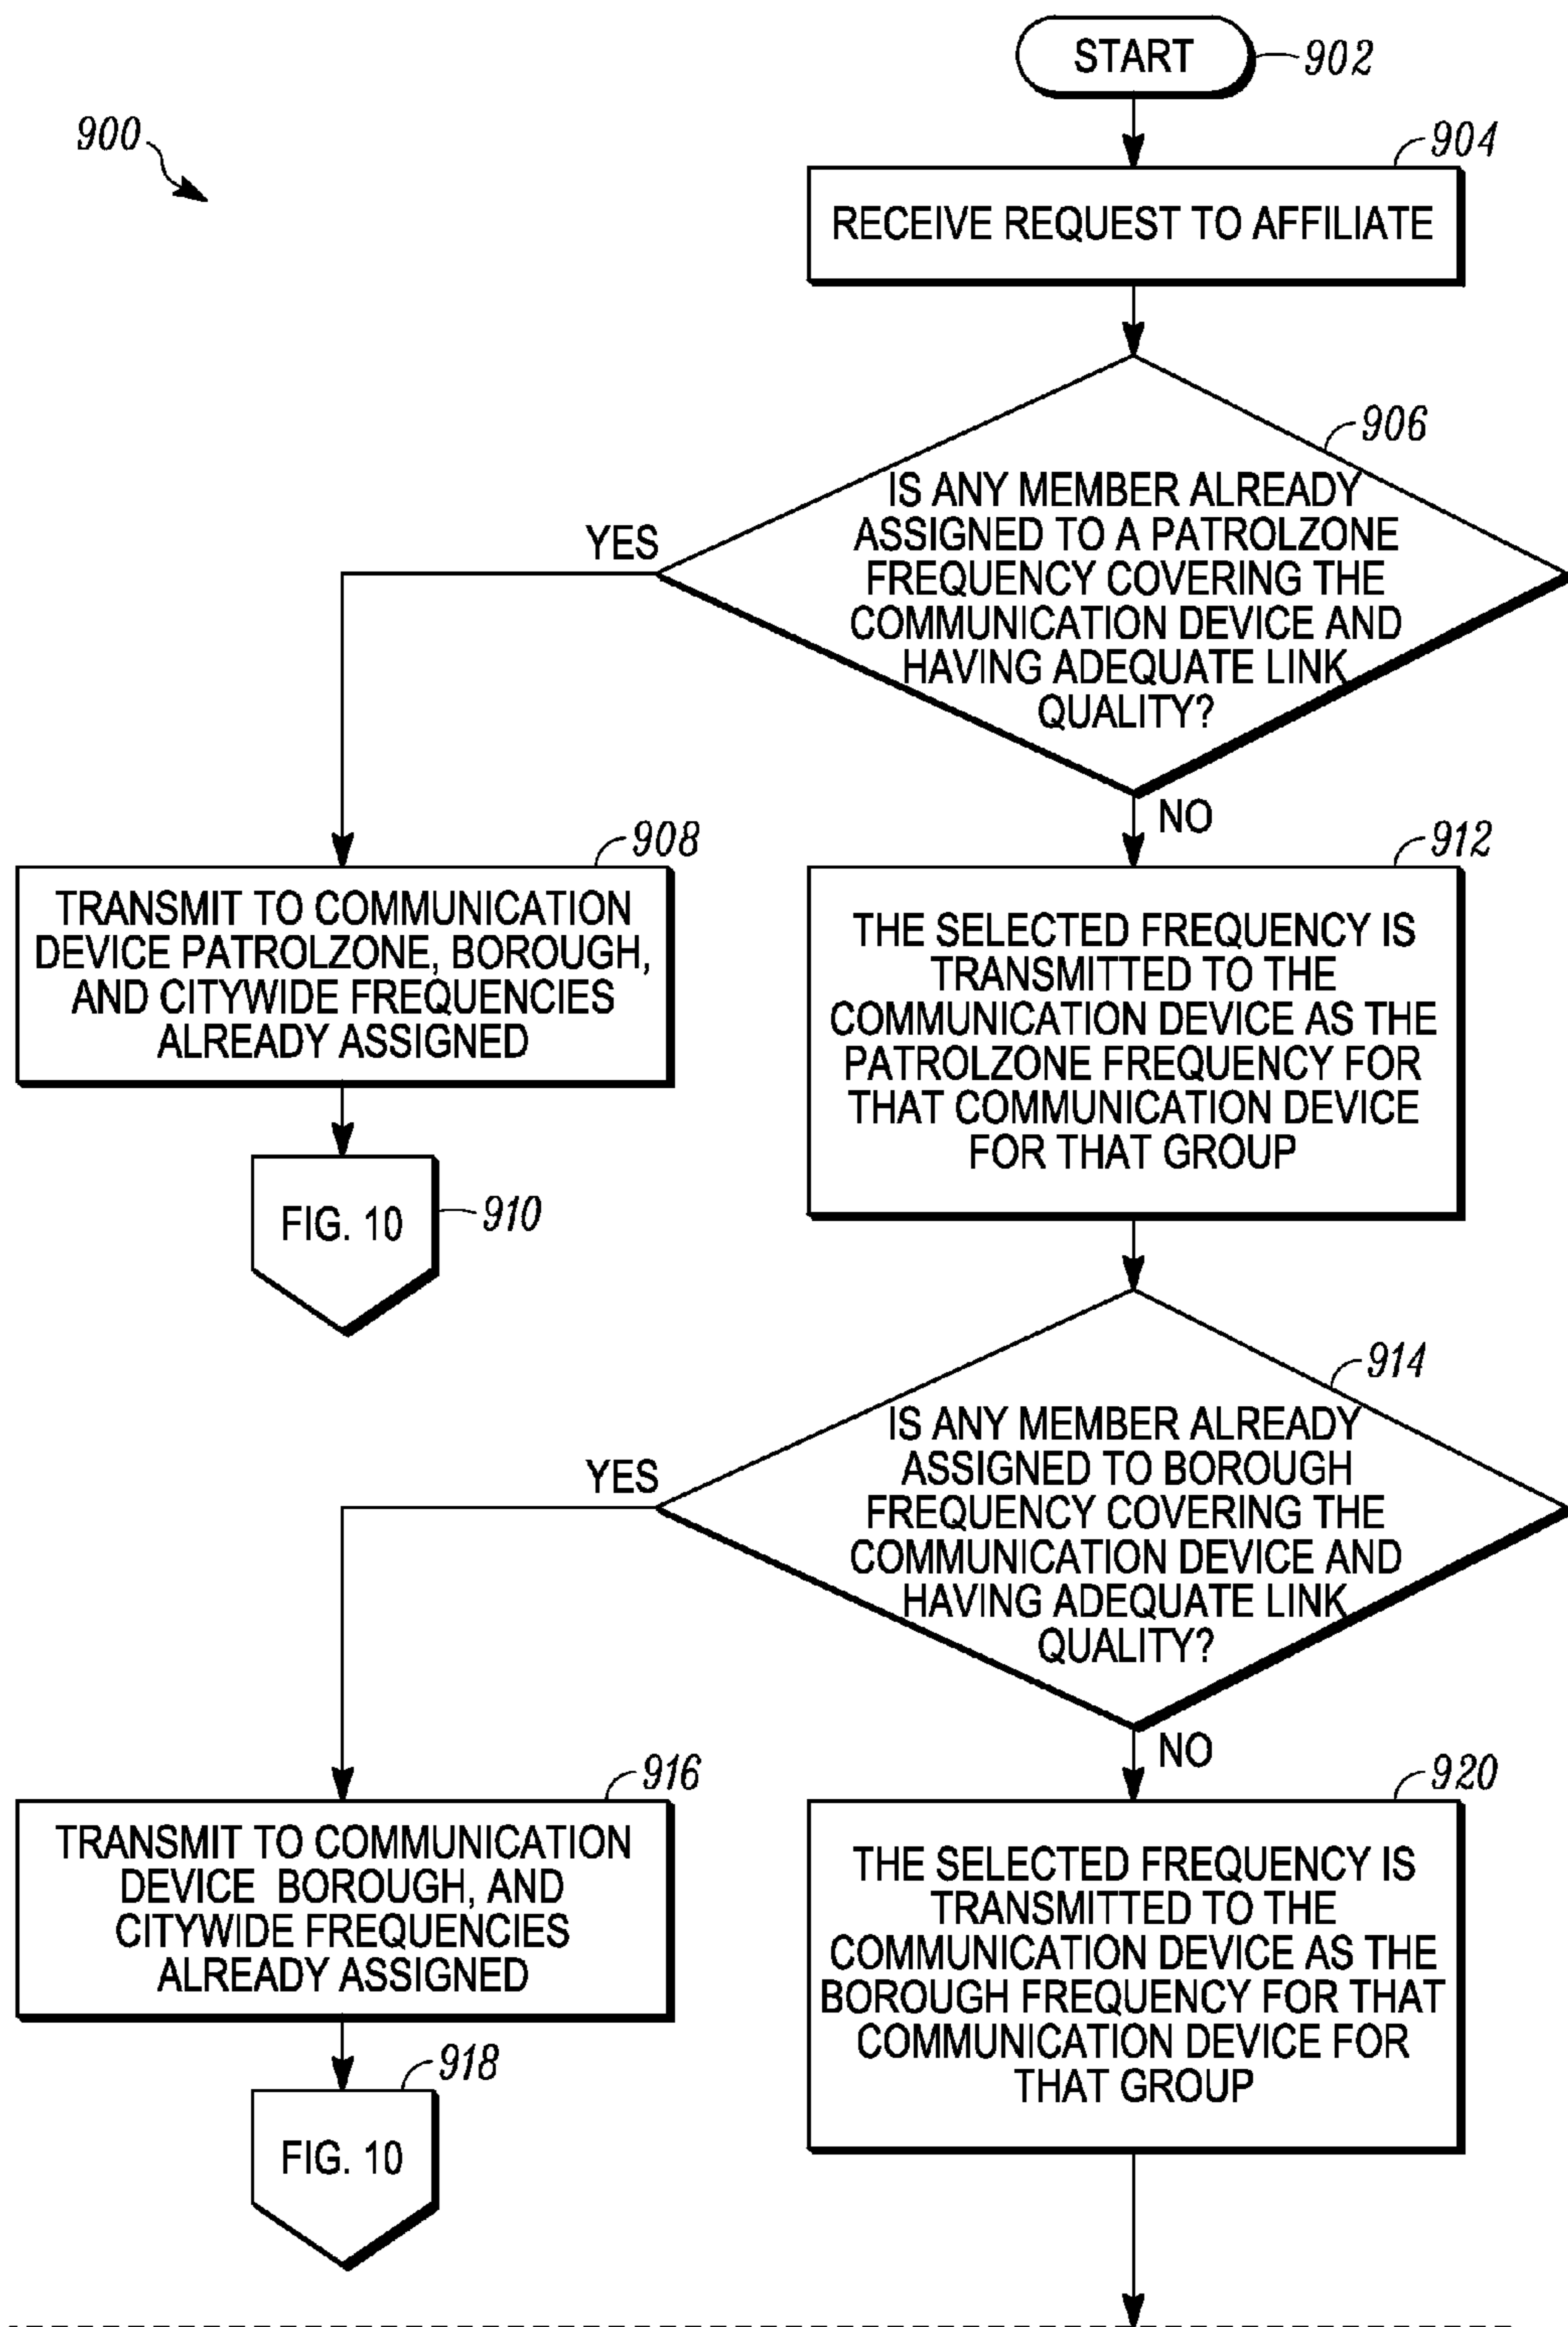 START
902
900
904
RECEIVE REQUEST TO AFFILIATE
906
IS ANY MEMBER ALREADY
ASSIGNED TO A PATROLZONE
FREQUENCY COVERING THE
COMMUNICATION DEVICE AND
HAVING ADEQUATE LINK
QUALITY?
YES
NO
908
TRANSMIT TO COMMUNICATION
DEVICE PATROLZONE, BOROUGH,
AND CITYWIDE FREQUENCIES
ALREADY ASSIGNED
FIG. 10
910
912
THE SELECTED FREQUENCY IS
TRANSMITTED TO THE
COMMUNICATION DEVICE AS THE
PATROLZONE FREQUENCY FOR
THAT COMMUNICATION DEVICE
FOR THAT GROUP
914
IS ANY MEMBER ALREADY
ASSIGNED TO BOROUGH
FREQUENCY COVERING THE
COMMUNICATION DEVICE AND
HAVING ADEQUATE LINK
QUALITY?
YES
NO
916
TRANSMIT TO COMMUNICATION
DEVICE BOROUGH, AND
CITYWIDE FREQUENCIES
ALREADY ASSIGNED
918
FIG. 10
920
THE SELECTED FREQUENCY IS
TRANSMITTED TO THE
COMMUNICATION DEVICE AS THE
BOROUGH FREQUENCY FOR THAT
COMMUNICATION DEVICE FOR
THAT GROUP